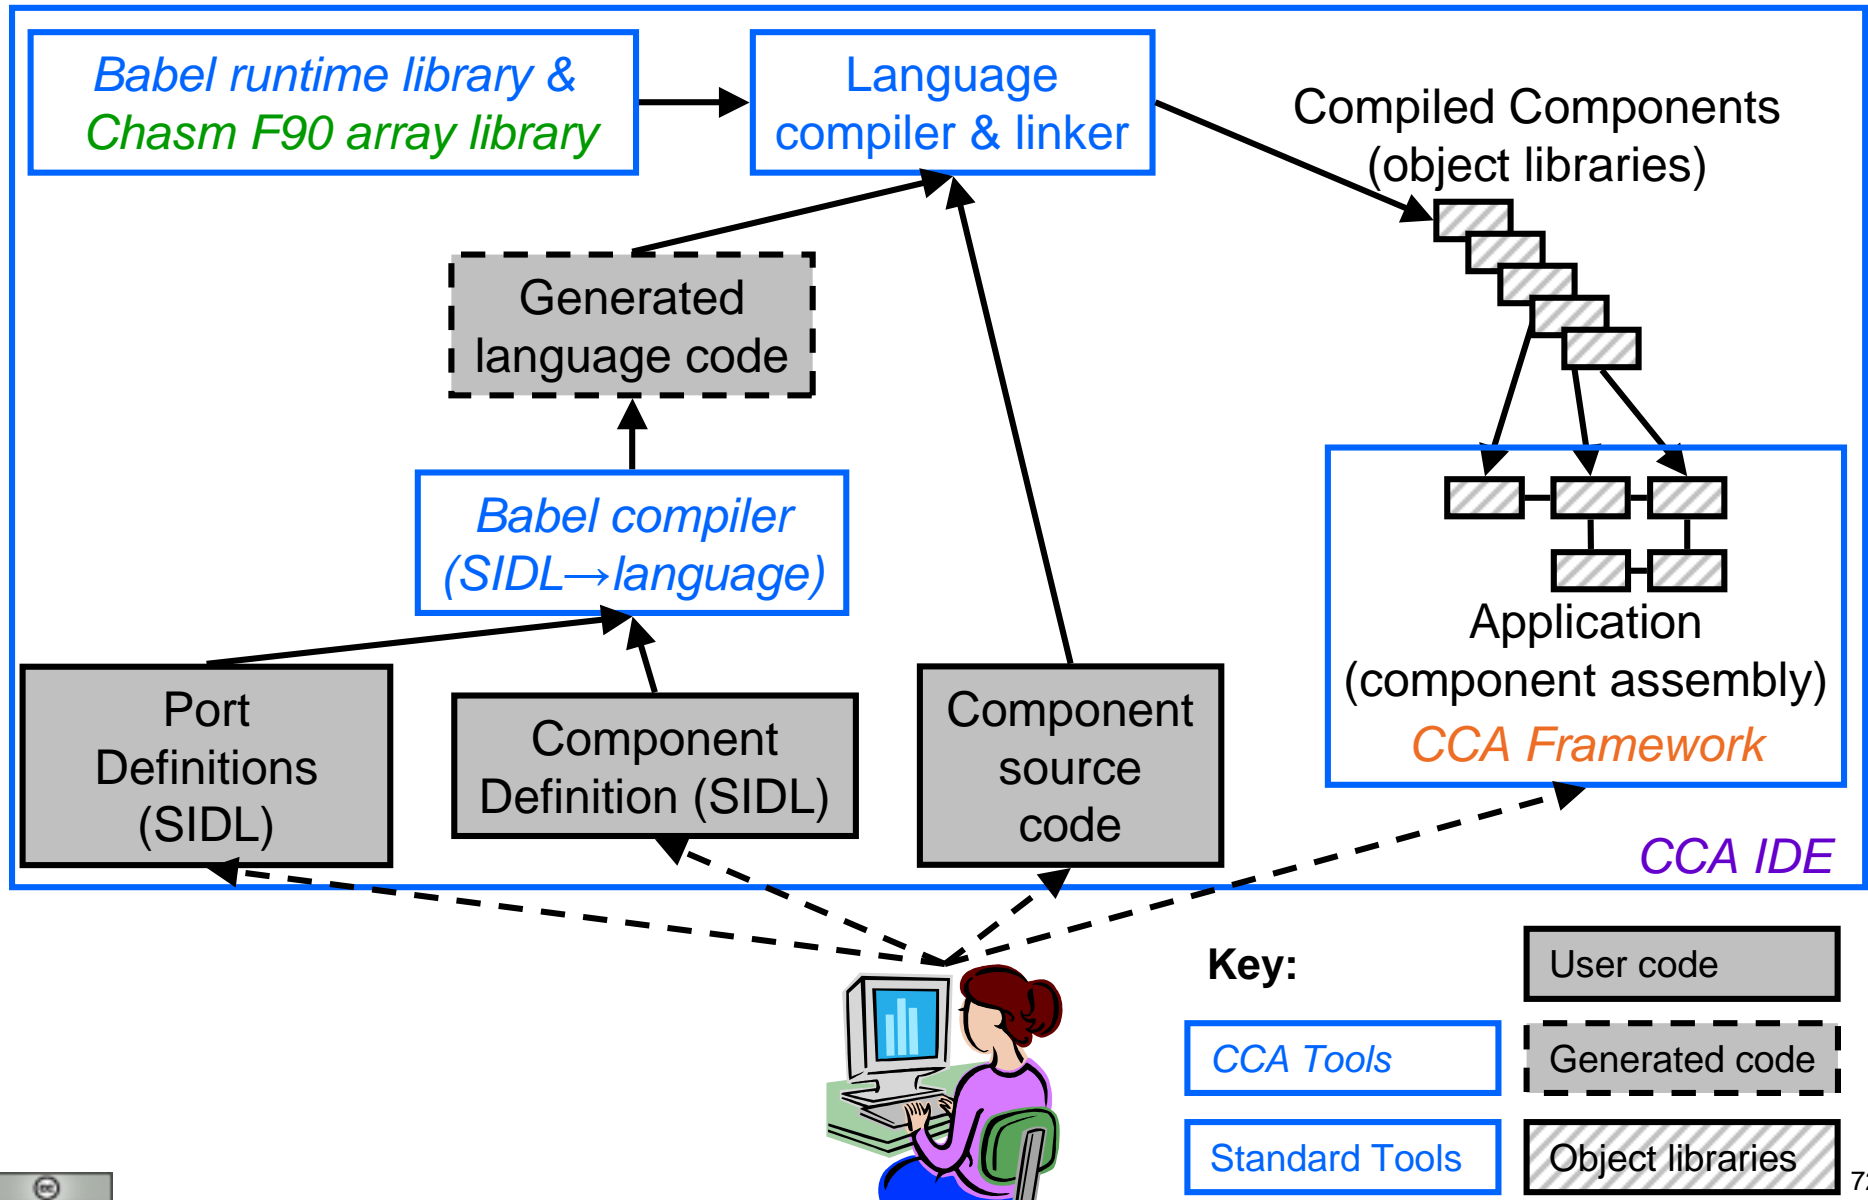 Babel runtime library &
Chasm F90 array library
Language
compiler & linker
Compiled Components
(object libraries)
Generated
language code
Babel compiler
(SIDL→language)
Port
Definitions
(SIDL)
Component
Definition (SIDL)
Component
source
code
Application
(component assembly)
CCA Framework
CCA IDE
Key:
User code
CCA Tools
Generated code
Standard Tools
Object libraries
cc